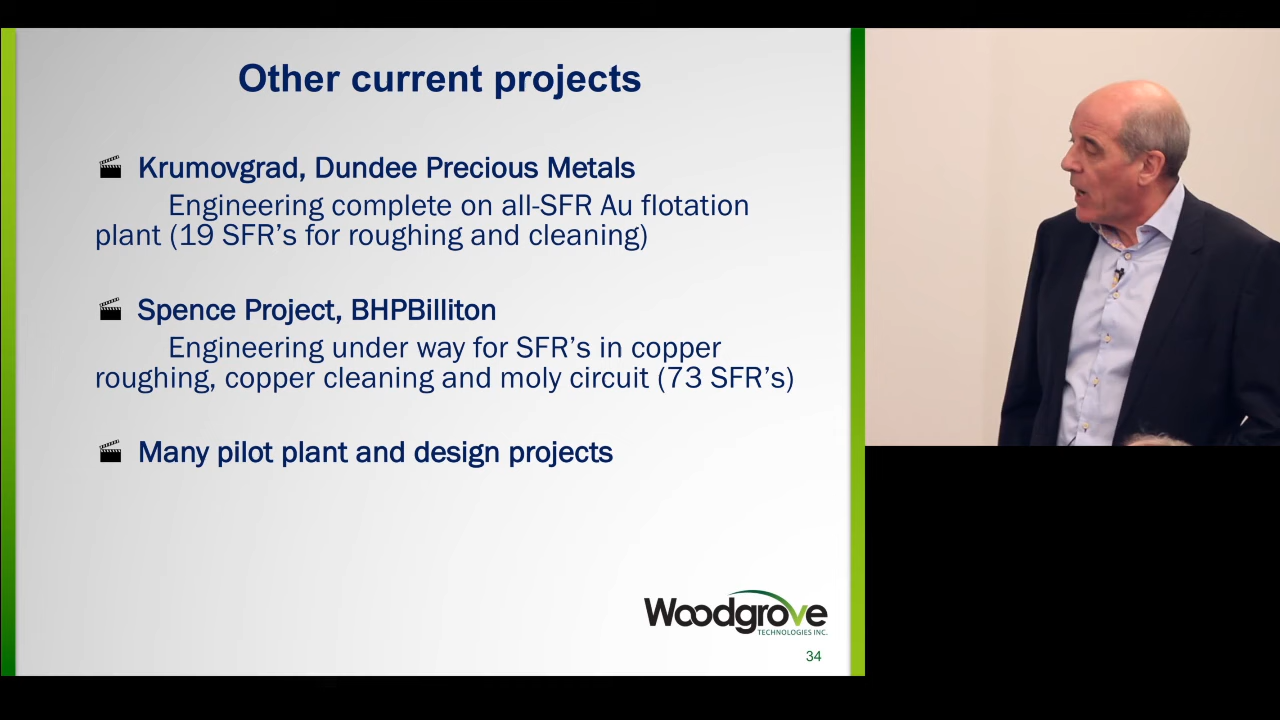 Other current projects
Krumovgrad, Dundee Precious Metals
Engineering complete on all-SFR Au flotation
plant (19 SFR’s for roughing and cleaning)
Spence Project, BHPBilliton
Engineering under way for SFR’s in copper
roughing, copper cleaning and moly circuit (73 SFR’s)
Many pilot plant and design projects
Woodgrove
TECHNOLOGIES INC.
34